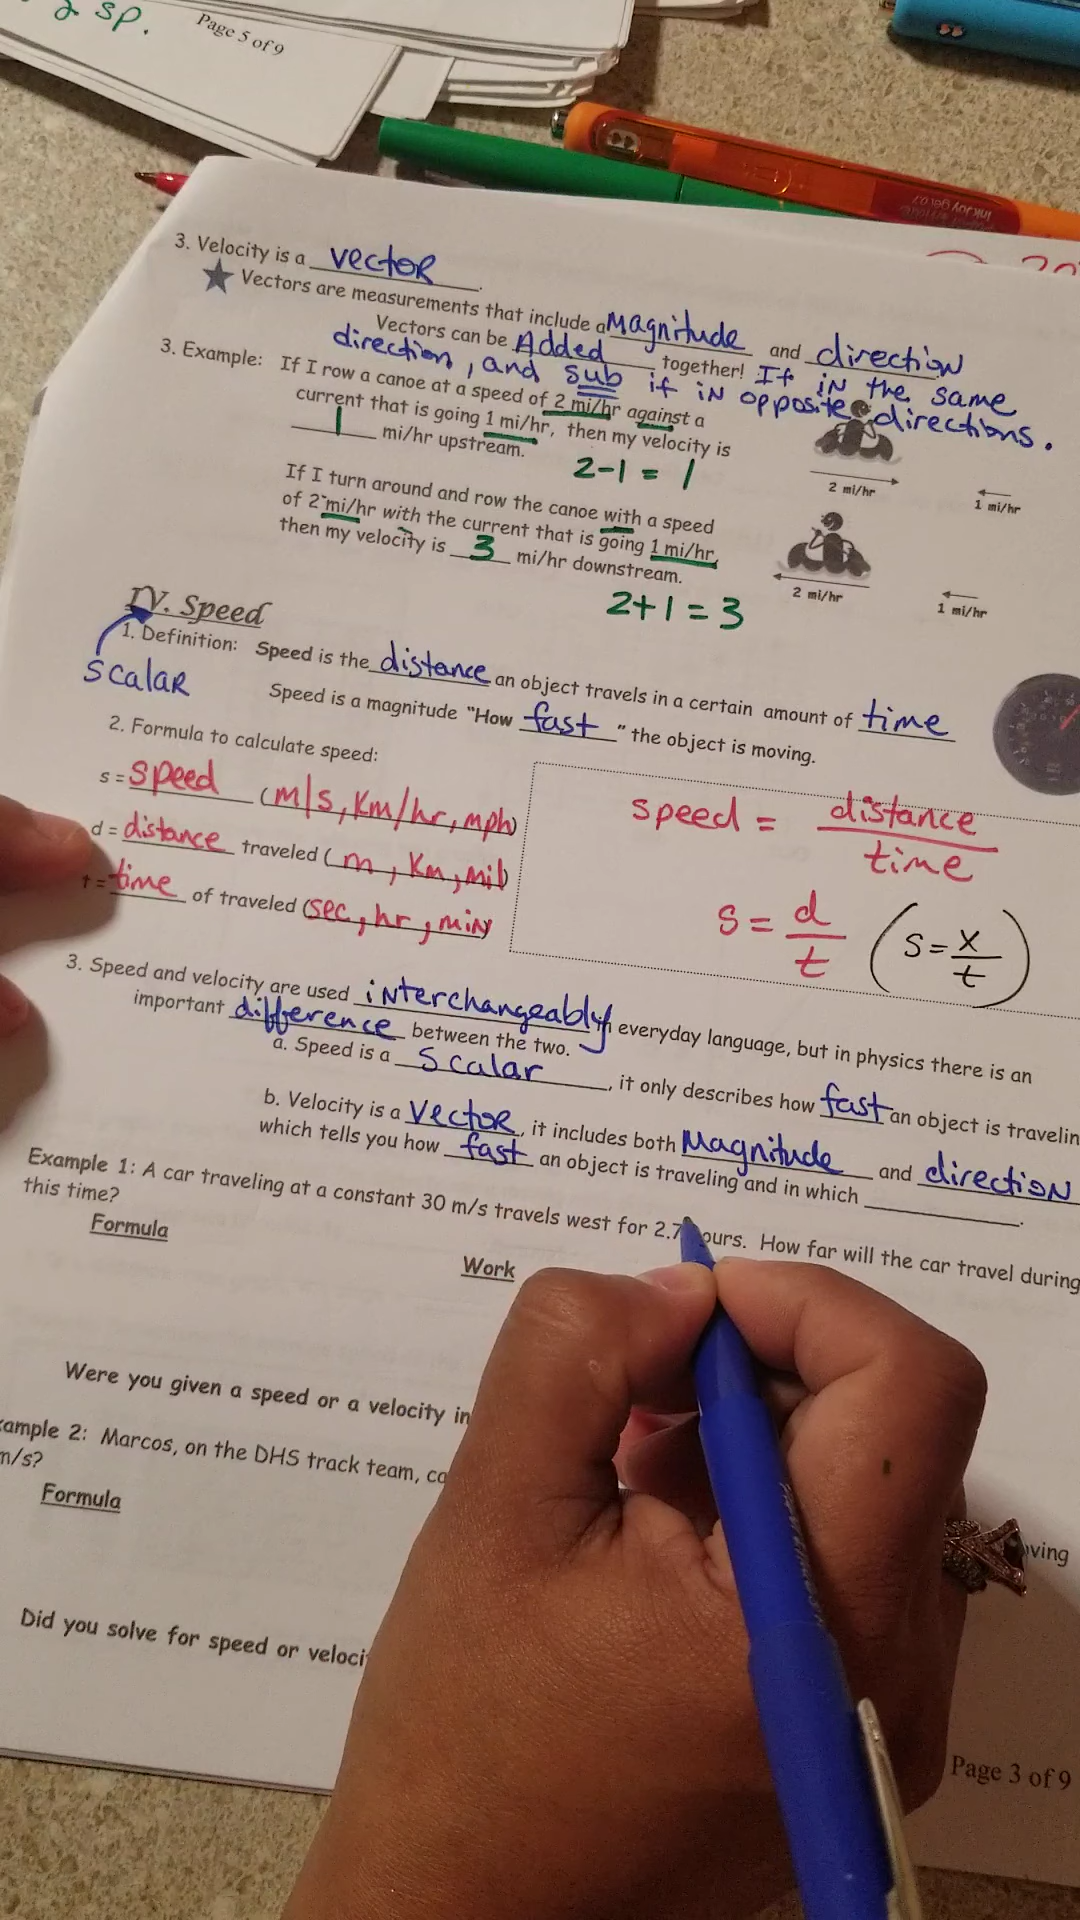 2 sp.
Page 5 of 9
InkJoy gel 0.7
3. Velocity is a vector.
Vectors are measurements that include a Magnitude and direction
Vectors can be Added together! If in the same
direction, and sub if in opposite directions.
3. Example: If I row a canoe at a speed of 2 mi/hr against a
current that is going 1 mi/hr, then my velocity is
1 mi/hr upstream.
2-1 = 1
2 mi/hr
1 mi/hr
If I turn around and row the canoe with a speed
of 2 mi/hr with the current that is going 1 mi/hr,
then my velocity is 3 mi/hr downstream.
2+1=3
2 mi/hr
1 mi/hr
IV. Speed
scalar
1. Definition: Speed is the distance an object travels in a certain amount of time
Speed is a magnitude "How fast" the object is moving.
2. Formula to calculate speed:
s = speed (m/s, Km/hr, mph)
d = distance traveled (m, Km, mil)
t = time of traveled (sec, hr, min)
speed = distance / time
s = d / t (s = x / t)
3. Speed and velocity are used interchangeably everyday language, but in physics there is an
important difference between the two.
a. Speed is a Scalar, it only describes how fast an object is travelin
b. Velocity is a Vector, it includes both Magnitude and direction
which tells you how fast an object is traveling and in which ____.
Example 1: A car traveling at a constant 30 m/s travels west for 2.7 ours. How far will the car travel during
this time?
Formula
Work
Were you given a speed or a velocity in
ample 2: Marcos, on the DHS track team, ca
ving
m/s?
Formula
Did you solve for speed or veloci
Page 3 of 9